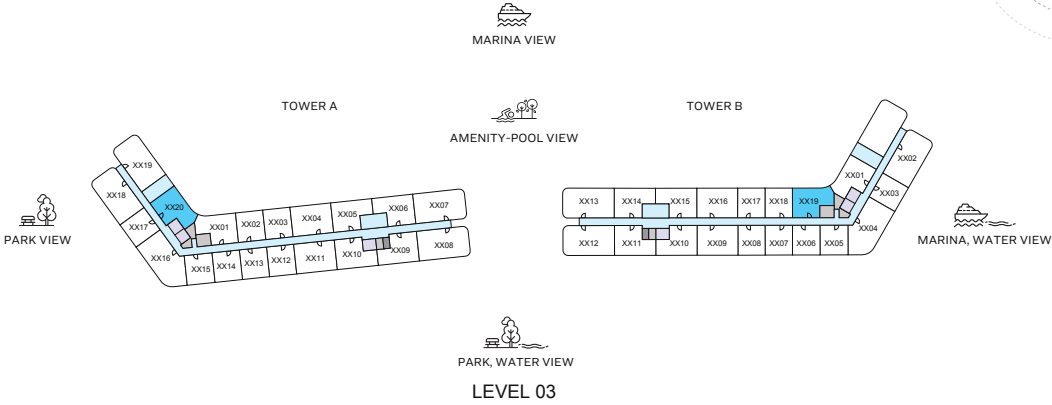 MARINA VIEW
TOWER A
TOWER B
AMENITY-POOL VIEW
XX19
XX18
XX20
XX17
XX16
XX01
XX02
XX03
XX04
XX05
XX06
XX07
XX15
XX14
XX13
XX12
XX11
XX10
XX09
XX08
XX02
XX01
XX03
XX04
XX13
XX14
XX15
XX16
XX17
XX18
XX19
XX12
XX11
XX10
XX09
XX08
XX07
XX06
XX05
PARK VIEW
MARINA, WATER VIEW
PARK, WATER VIEW
LEVEL 03